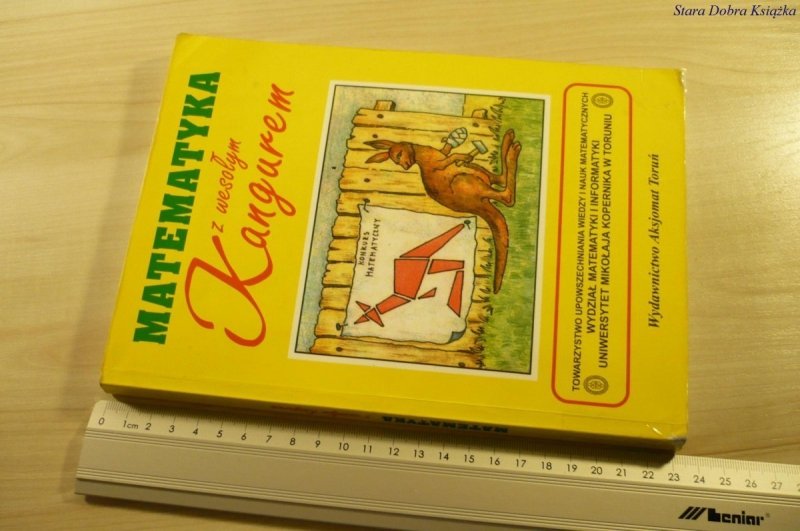 Stara Dobra Książka
MATEMATYKA
z wesołym
Kangurem
KONKURS
MATEMATYCZNY
TOWARZYSTWO UPOWSZECHNIANIA WIEDZY I NAUK MATEMATYCZNYCH
WYDZIAŁ MATEMATYKI I INFORMATYKI
UNIWERSYTET MIKOŁAJA KOPERNIKA W TORUNIU
Wydawnictwo Aksjomat Toruń
MATEMATYKA
0 1cm 2 3 4 5 6 7 8 9 10 11 12 13 14 15 16 17 18 19 20 21 22 23 24 25 26 27
leniar